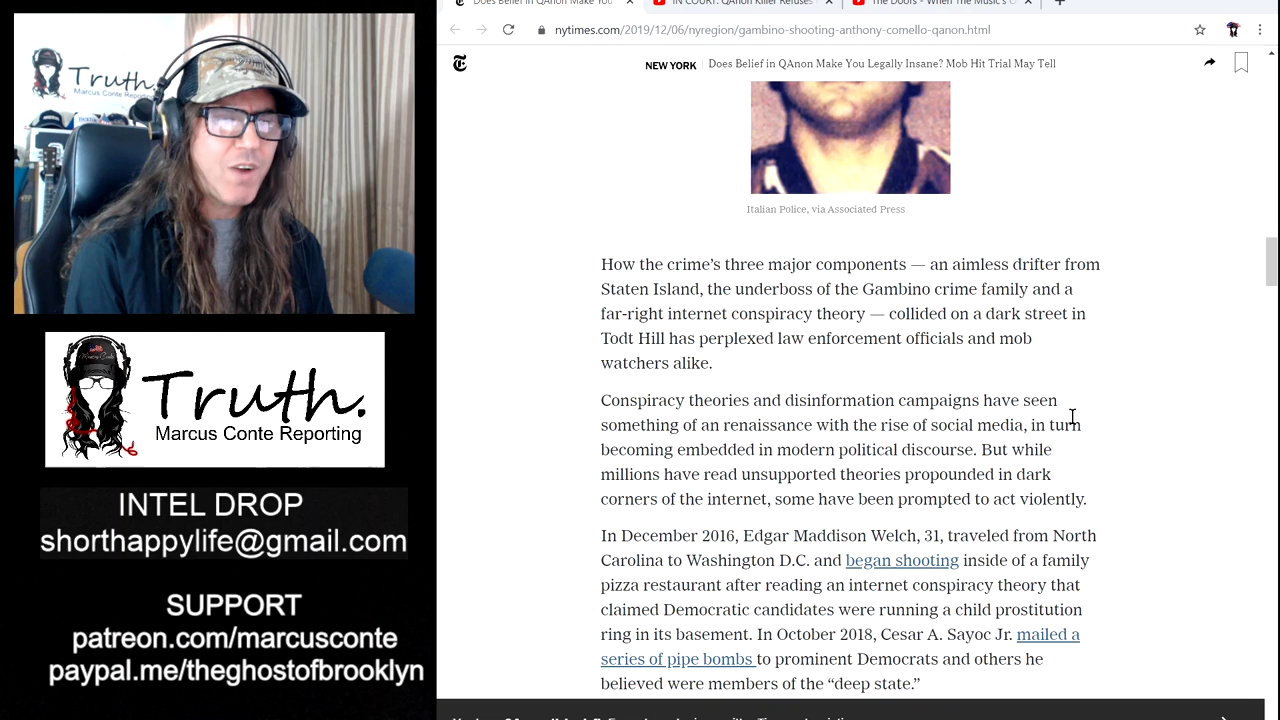 Does Belief in QAnon Make You
IN COURT: QAnon Killer Refuses
The Doors - When The Music's
nytimes.com/2019/12/06/nyregion/gambino-shooting-anthony-comello-qanon.html
NEW YORK Does Belief in QAnon Make You Legally Insane? Mob Hit Trial May Tell
Italian Police, via Associated Press
How the crime's three major components — an aimless drifter from
Staten Island, the underboss of the Gambino crime family and a
far-right internet conspiracy theory — collided on a dark street in
Todt Hill has perplexed law enforcement officials and mob
watchers alike.
Conspiracy theories and disinformation campaigns have seen
something of an renaissance with the rise of social media, in turn
becoming embedded in modern political discourse. But while
millions have read unsupported theories propounded in dark
corners of the internet, some have been prompted to act violently.
In December 2016, Edgar Maddison Welch, 31, traveled from North
Carolina to Washington D.C. and began shooting inside of a family
pizza restaurant after reading an internet conspiracy theory that
claimed Democratic candidates were running a child prostitution
ring in its basement. In October 2018, Cesar A. Sayoc Jr. mailed a
series of pipe bombs to prominent Democrats and others he
believed were members of the “deep state.”
Truth.
Marcus Conte Reporting
Truth.
Marcus Conte Reporting
INTEL DROP
shorthappylife@gmail.com
SUPPORT
patreon.com/marcusconte
paypal.me/theghostofbrooklyn